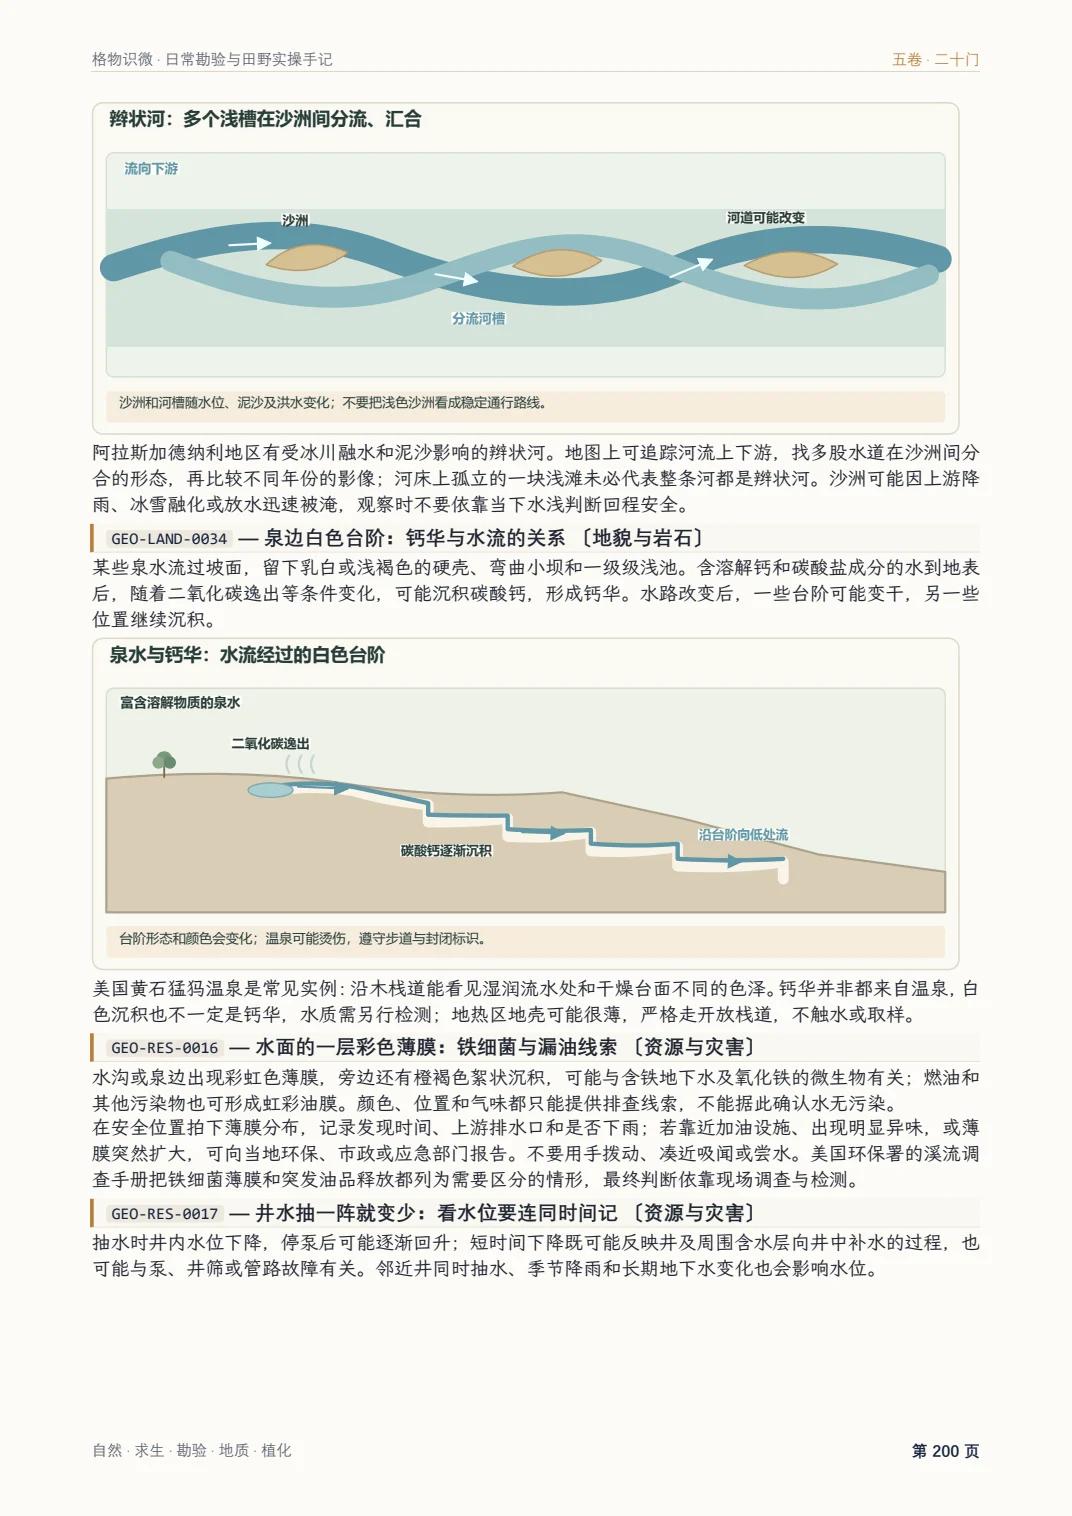 格物识微 · 日常勘验与田野实操手记
五卷 · 二十门
辫状河：多个浅槽在沙洲间分流、汇合
流向下游
沙洲
河道可能改变
分流河槽
沙洲和河槽随水位、泥沙及洪水变化；不要把浅色沙洲看成稳定通行路线。
阿拉斯加德纳利地区有受冰川融水和泥沙影响的辫状河。地图上可追踪河流上下游，找多股水道在沙洲间分
合的形态，再比较不同年份的影像；河床上孤立的一块浅滩未必代表整条河都是辫状河。沙洲可能因上游降
雨、冰雪融化或放水迅速被淹，观察时不要依靠当下水浅判断回程安全。
GEO-LAND-0034 — 泉边白色台阶：钙华与水流的关系 〔地貌与岩石〕
某些泉水流过坡面，留下乳白或浅褐色的硬壳、弯曲小坝和一级级浅池。含溶解钙和碳酸盐成分的水到地表
后，随着二氧化碳逸出等条件变化，可能沉积碳酸钙，形成钙华。水路改变后，一些台阶可能变干，另一些
位置继续沉积。
泉水与钙华：水流经过的白色台阶
富含溶解物质的泉水
二氧化碳逸出
沿台阶向低处流
碳酸钙逐渐沉积
台阶形态和颜色会变化；温泉可能烫伤，遵守步道与封闭标识。
美国黄石猛犸温泉是常见实例：沿木栈道能看见湿润流水处和干燥台面不同的色泽。钙华并非都来自温泉，白
色沉积也不一定是钙华，水质需另行检测；地热区地壳可能很薄，严格走开放栈道，不触水或取样。
GEO-RES-0016 — 水面的一层彩色薄膜：铁细菌与漏油线索 〔资源与灾害〕
水沟或泉边出现彩虹色薄膜，旁边还有橙褐色絮状沉积，可能与含铁地下水及氧化铁的微生物有关；燃油和
其他污染物也可形成虹彩油膜。颜色、位置和气味都只能提供排查线索，不能据此确认水无污染。
在安全位置拍下薄膜分布，记录发现时间、上游排水口和是否下雨；若靠近加油设施、出现明显异味，或薄
膜突然扩大，可向当地环保、市政或应急部门报告。不要用手拨动、凑近吸闻或尝水。美国环保署的溪流调
查手册把铁细菌薄膜和突发油品释放都列为需要区分的情形，最终判断依靠现场调查与检测。
GEO-RES-0017 — 井水抽一阵就变少：看水位要连同时间记 〔资源与灾害〕
抽水时井内水位下降，停泵后可能逐渐回升；短时间下降既可能反映井及周围含水层向井中补水的过程，也
可能与泵、井筛或管路故障有关。邻近井同时抽水、季节降雨和长期地下水变化也会影响水位。
自然 · 求生 · 勘验 · 地质 · 植化
第 200 页